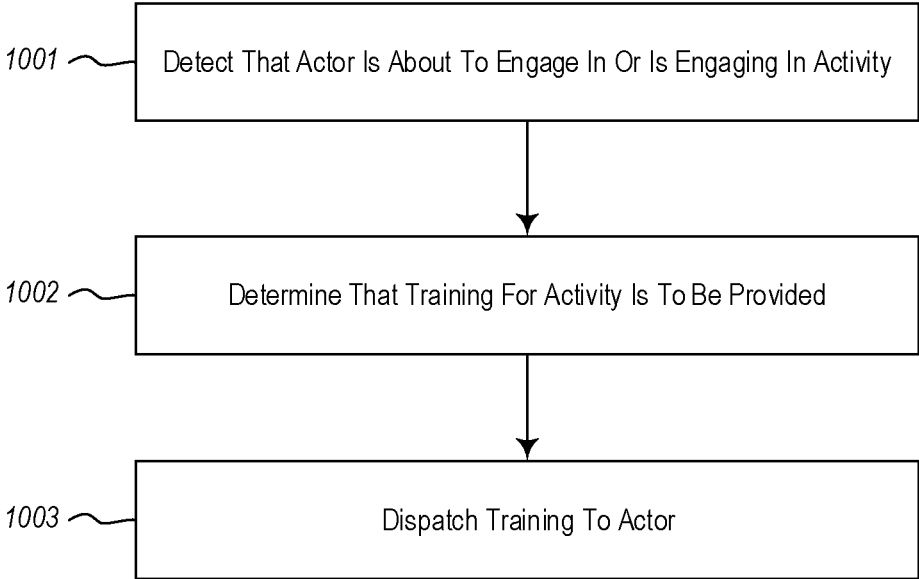 1001
Detect That Actor Is About To Engage In Or Is Engaging In Activity
1002
Determine That Training For Activity Is To Be Provided
1003
Dispatch Training To Actor